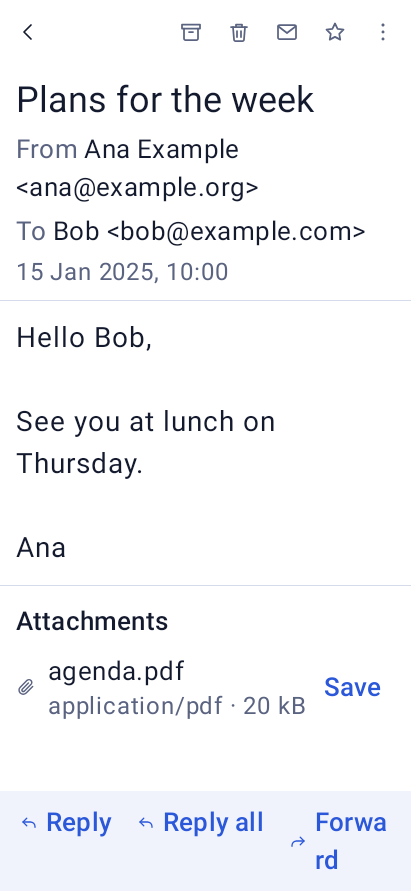 Plans for the week
From Ana Example
<ana@example.org>
To Bob <bob@example.com>
15 Jan 2025, 10:00
Hello Bob,
See you at lunch on
Thursday.
Ana
Attachments
agenda.pdf
application/pdf · 20 kB
Save
Reply
Reply all
Forwa
rd